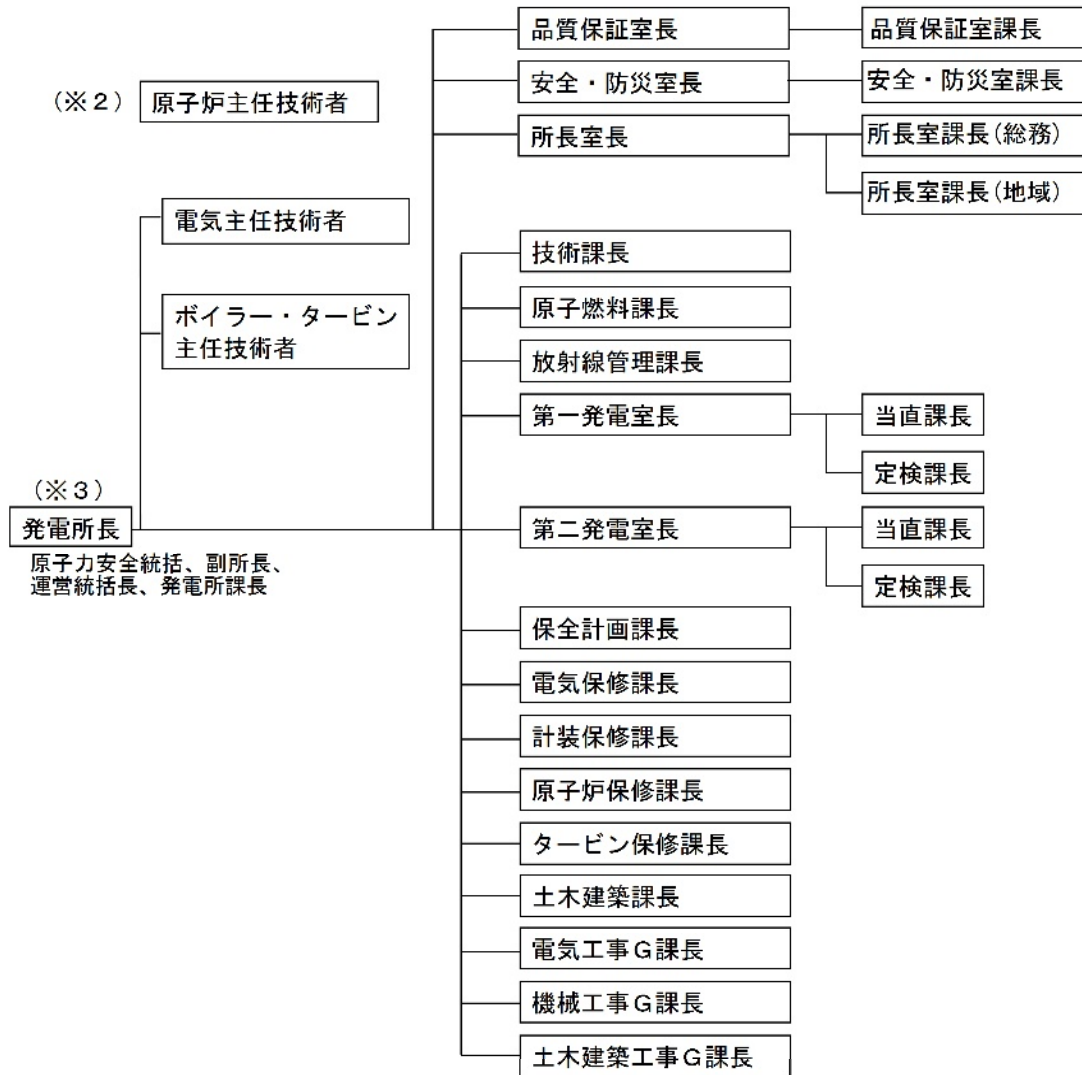 品質保証室長
品質保証室課長
安全・防災室長
安全・防災室課長
（※２）
原子炉主任技術者
所長室長
所長室課長(総務)
所長室課長(地域)
電気主任技術者
技術課長
ボイラー・タービン
主任技術者
原子燃料課長
放射線管理課長
第一発電室長
当直課長
定検課長
（※３）
発電所長
原子力安全統括、副所長、
運営統括長、発電所課長
第二発電室長
当直課長
定検課長
保全計画課長
電気保修課長
計装保修課長
原子炉保修課長
タービン保修課長
土木建築課長
電気工事Ｇ課長
機械工事Ｇ課長
土木建築工事Ｇ課長